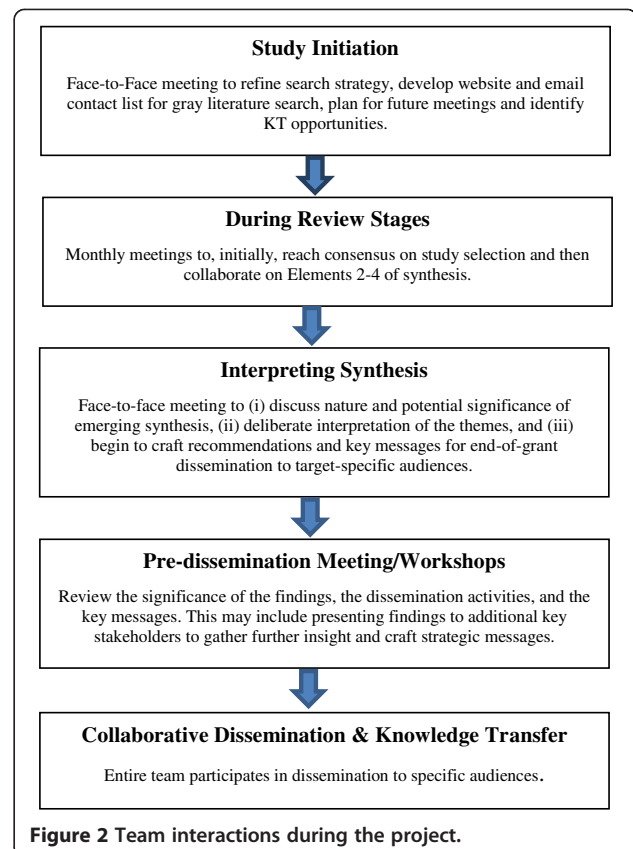 Study Initiation
Face-to-Face meeting to refine search strategy, develop website and email
contact list for gray literature search, plan for future meetings and identify
KT opportunities.
During Review Stages
Monthly meetings to, initially, reach consensus on study selection and then
collaborate on Elements 2-4 of synthesis.
Interpreting Synthesis
Face-to-face meeting to (i) discuss nature and potential significance of
emerging synthesis, (ii) deliberate interpretation of the themes, and (iii)
begin to craft recommendations and key messages for end-of-grant
dissemination to target-specific audiences.
Pre-dissemination Meeting/Workshops
Review the significance of the findings, the dissemination activities, and the
key messages. This may include presenting findings to additional key
stakeholders to gather further insight and craft strategic messages.
Collaborative Dissemination & Knowledge Transfer
Entire team participates in dissemination to specific audiences.
Figure 2 Team interactions during the project.